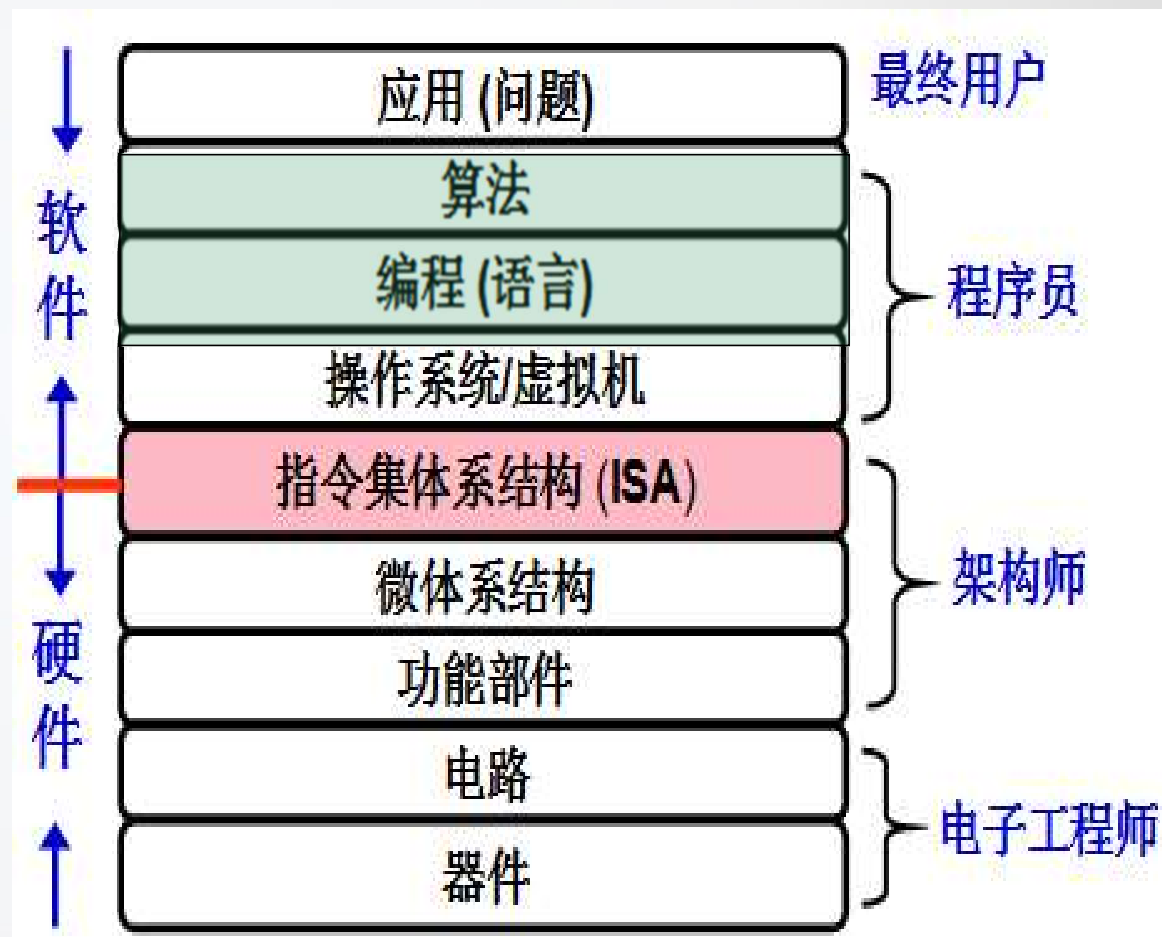 应用 (问题)
最终用户
算法
编程 (语言)
操作系统/虚拟机
程序员
软件
指令集体系结构 (ISA)
微体系结构
功能部件
架构师
硬件
电路
器件
电子工程师